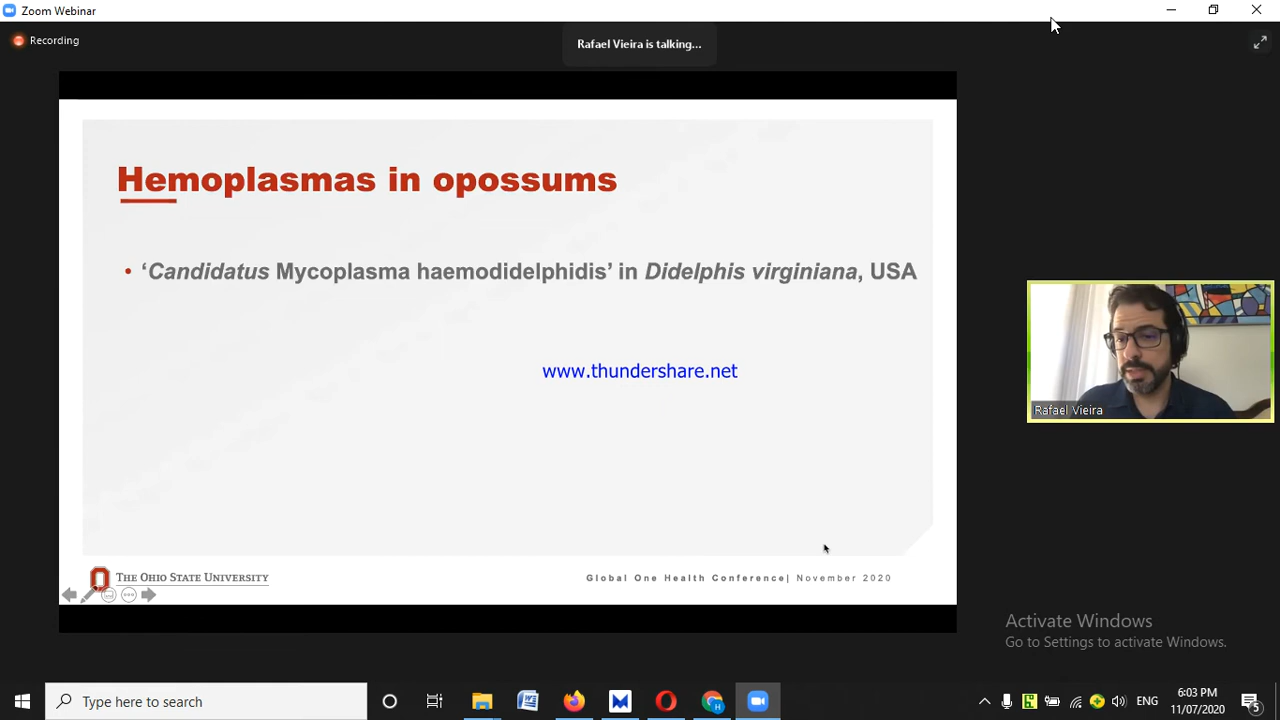 Zoom Webinar
Recording
Rafael Vieira is talking...
Hemoplasmas in opossums
• ‘Candidatus Mycoplasma haemodidelphidis’ in Didelphis virginiana, USA
www.thundershare.net
Rafael Vieira
THE OHIO STATE UNIVERSITY
Global One Health Conference| November 2020
Activate Windows
Go to Settings to activate Windows.
Type here to search
ENG
6:03 PM
11/07/2020
5